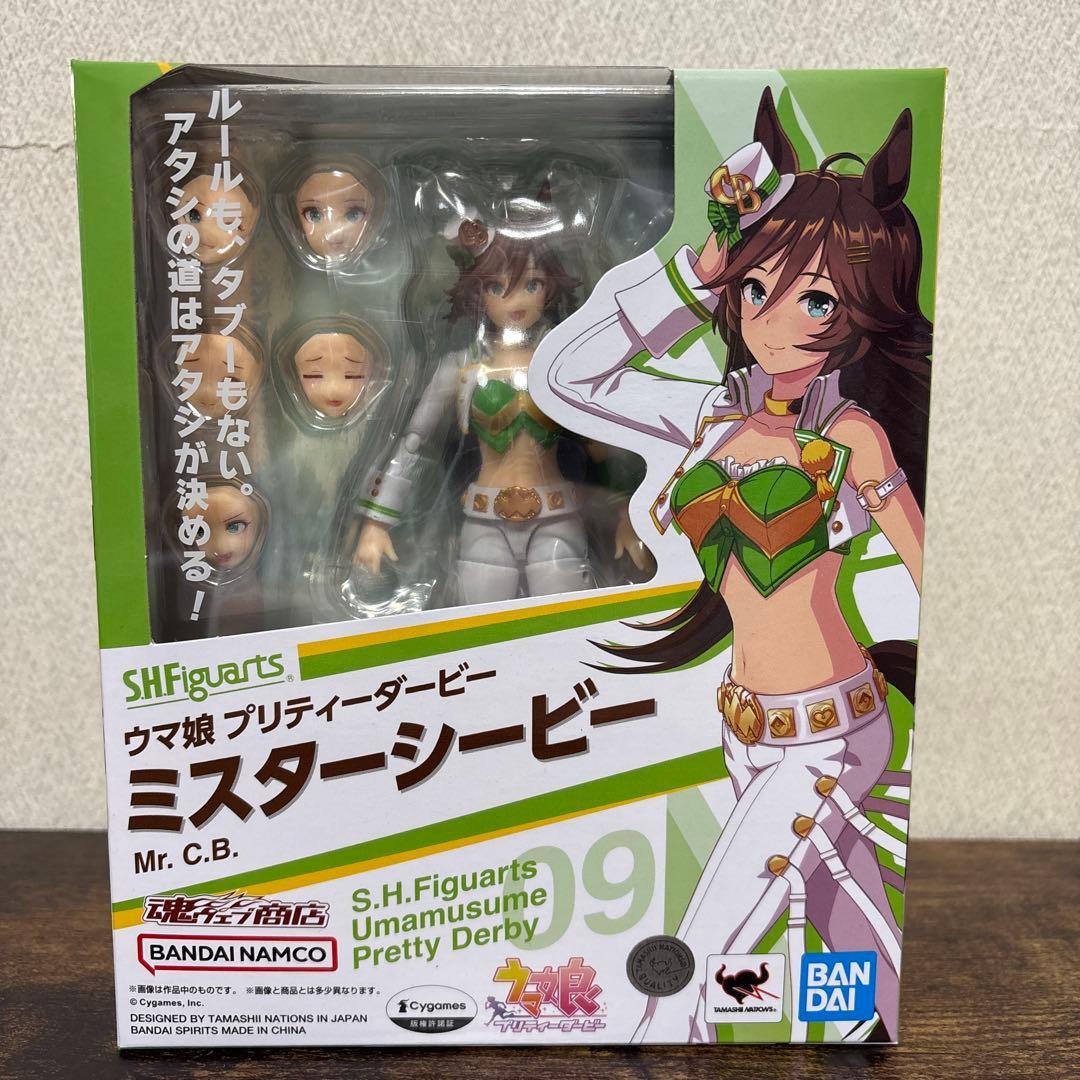 ルールも、タブーもない。
アタシの道はアタシが決める！
CB
S.H.Figuarts®
ウマ娘 プリティーダービー
ミスターシービー
Mr. C.B.
09
S.H.Figuarts
Umamusume
Pretty Derby
魂ウェブ商店
BANDAI NAMCO
※画像は作品中のものです。 ※画像と商品とは多少異なります。
© Cygames, Inc.
DESIGNED BY TAMASHII NATIONS IN JAPAN
BANDAI SPIRITS MADE IN CHINA
Cygames
版権許諾証
ウマ娘
プリティーダービー
TAMASHII NATIONS
QUALITY
TAMASHII NATIONS
BAN
DAI